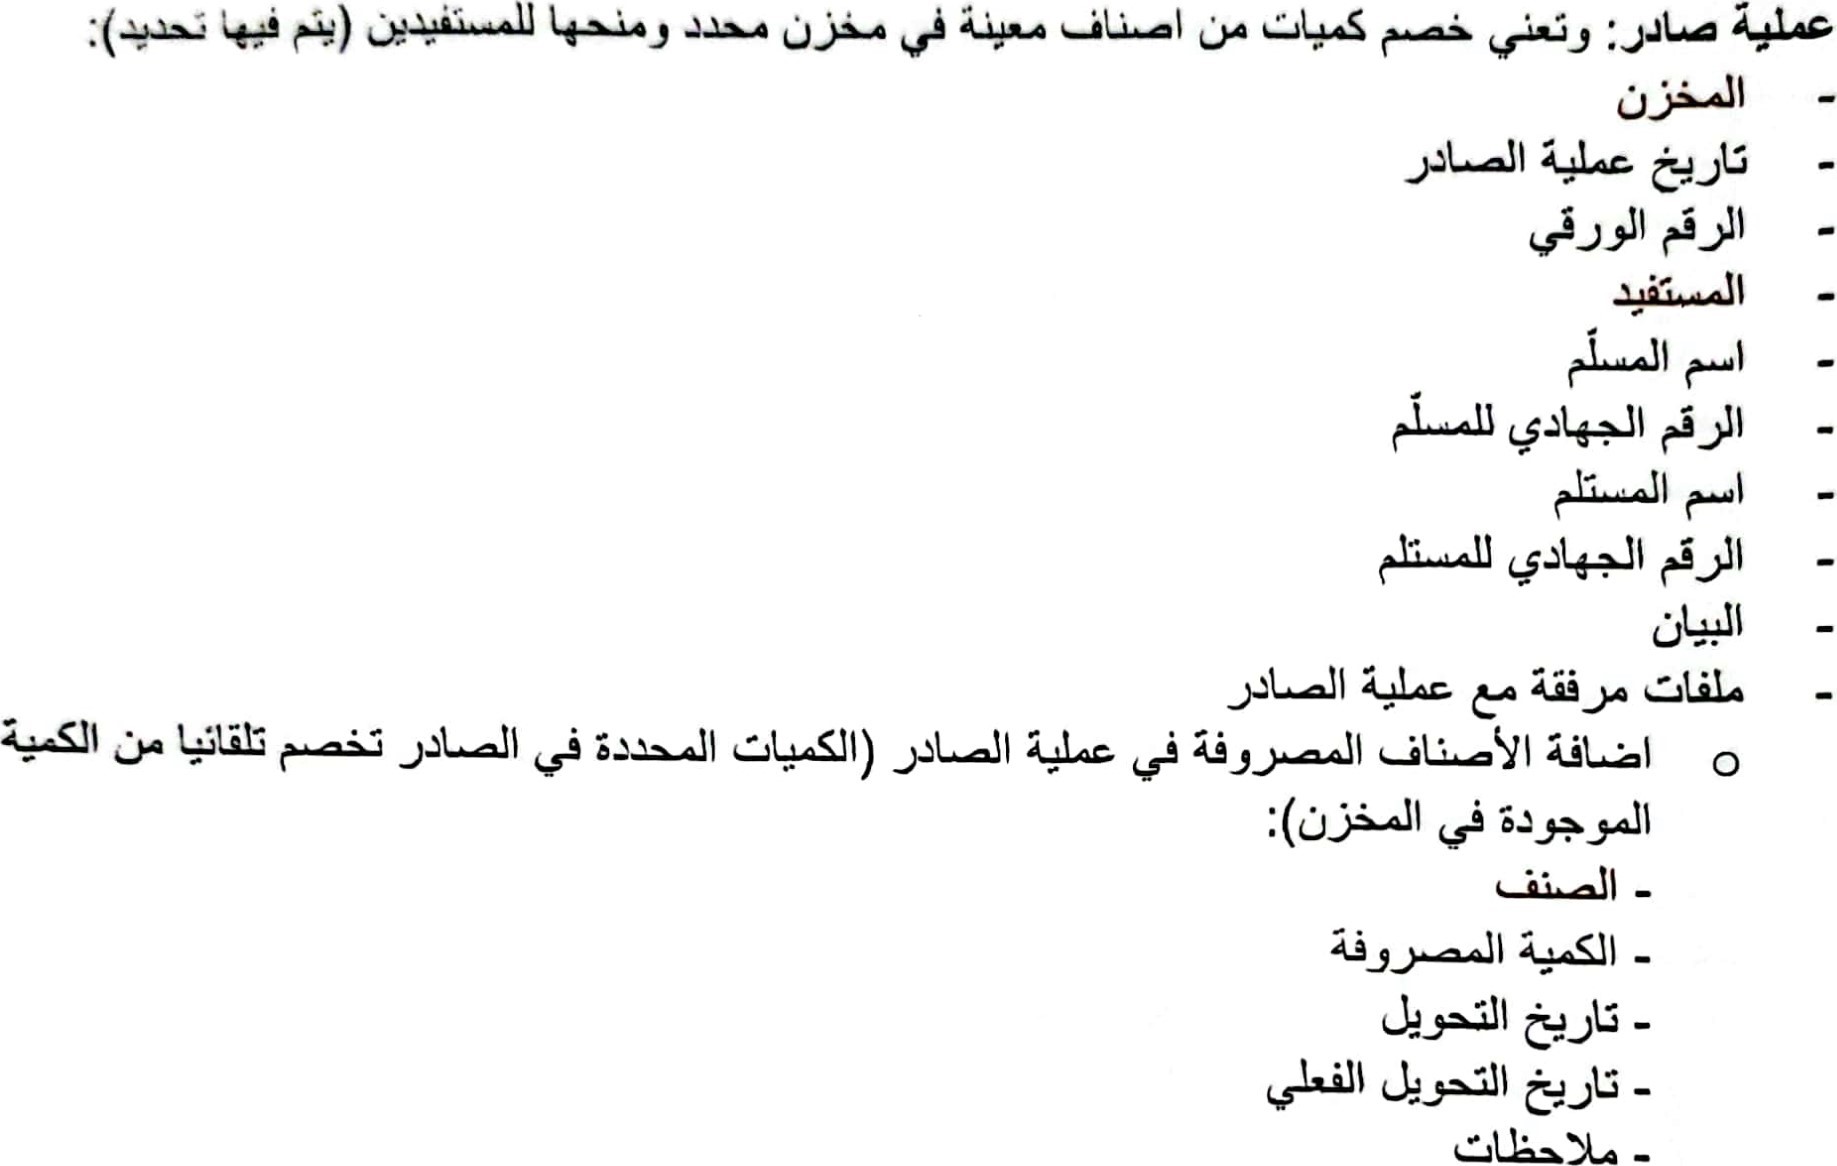 عملية صادر: وتعني خصم كميات من اصناف معينة في مخزن محدد ومنحها للمستفيدين (يتم فيها تحديد):
- المخزن
- تاريخ عملية الصادر
- الرقم الورقي
- المستفيد
- اسم المسلّم
- الرقم الجهادي للمسلّم
- اسم المستلم
- الرقم الجهادي للمستلم
- البيان
- ملفات مرفقة مع عملية الصادر
o اضافة الأصناف المصروفة في عملية الصادر (الكميات المحددة في الصادر تخصم تلقائيا من الكمية
الموجودة في المخزن):
- الصنف
- الكمية المصروفة
- تاريخ التحويل
- تاريخ التحويل الفعلي
- ملاحظات